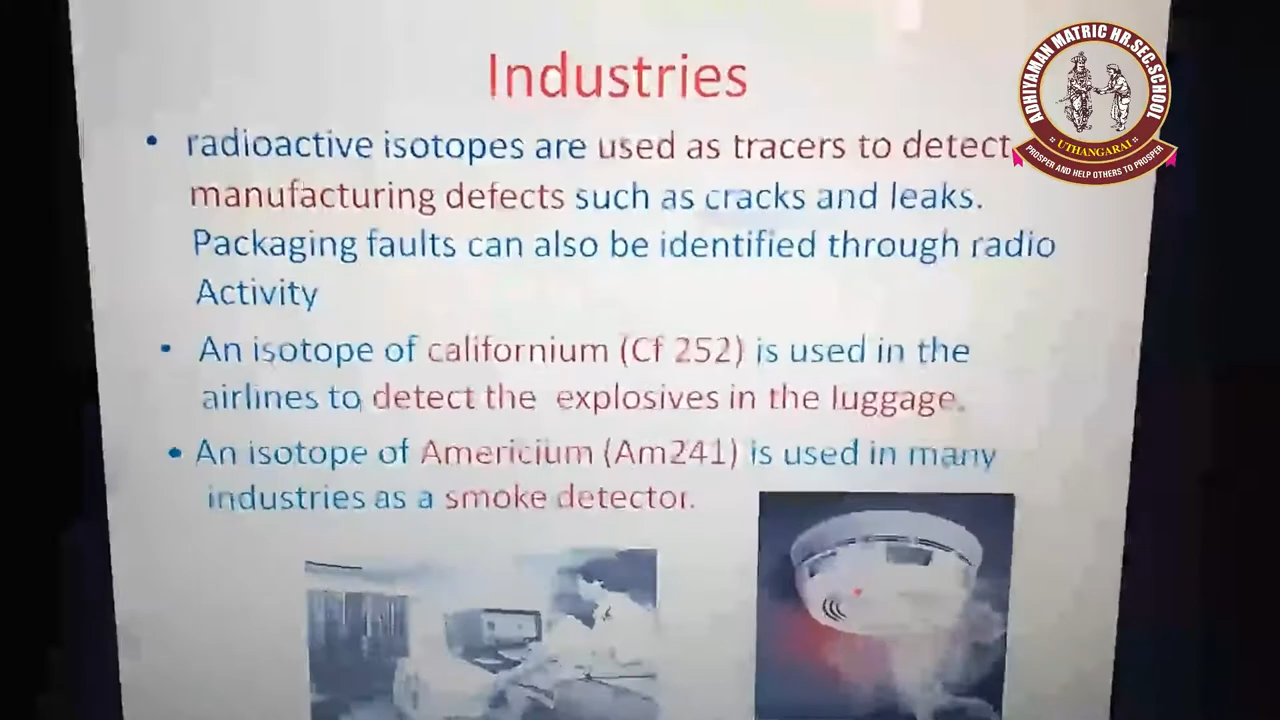 Industries
• radioactive isotopes are used as tracers to detect
manufacturing defects such as cracks and leaks.
Packaging faults can also be identified through radio
Activity
• An isotope of californium (Cf 252) is used in the
airlines to detect the explosives in the luggage.
• An isotope of Americium (Am241) is used in many
industries as a smoke detector.
ADHIYAMAN MATRIC HR.SEC.SCHOOL
UTHANGARAI
PROSPER AND HELP OTHERS TO PROSPER